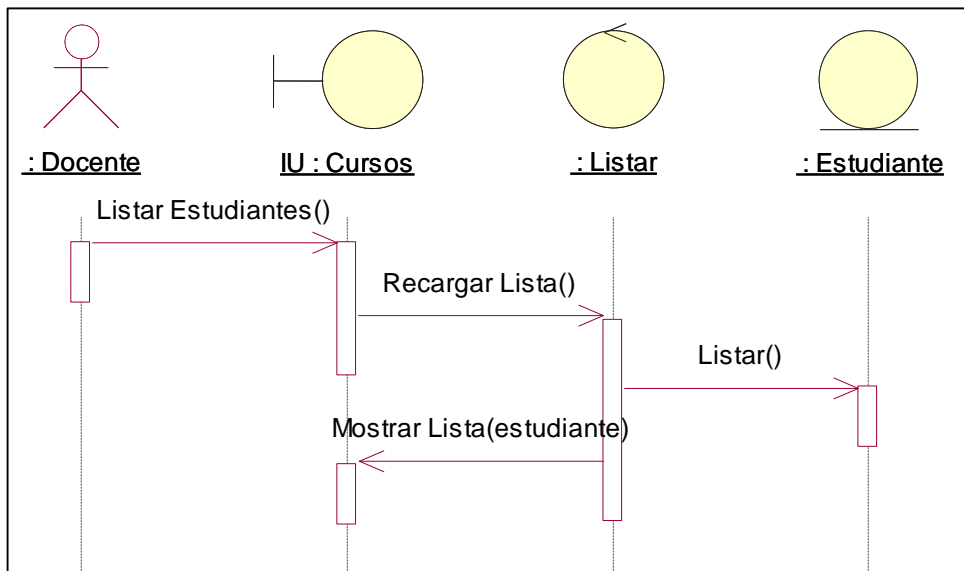 : Docente
IU : Cursos
: Listar
: Estudiante
Listar Estudiantes()
Recargar Lista()
Listar()
Mostrar Lista(estudiante)